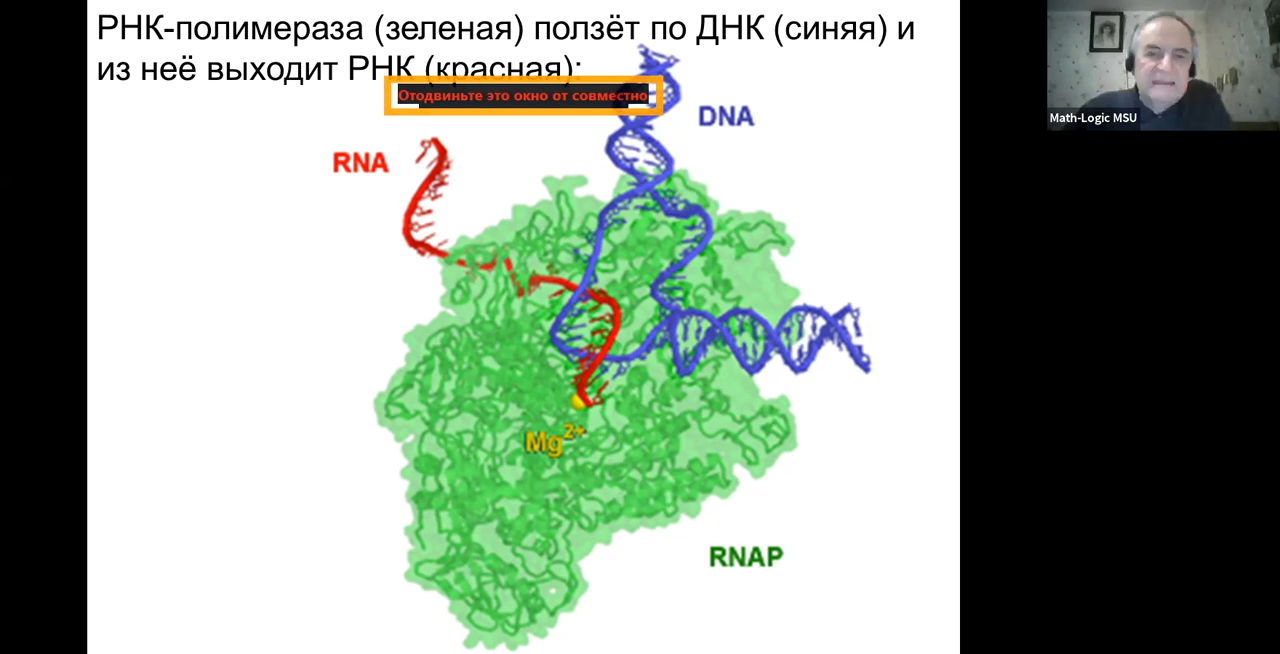 РНК-полимераза (зеленая) ползёт по ДНК (синяя) и
из неё выходит РНК (красная):
Отодвиньте это окно от совместно
DNA
Math-Logic MSU
RNA
Mg²⁺
RNAP